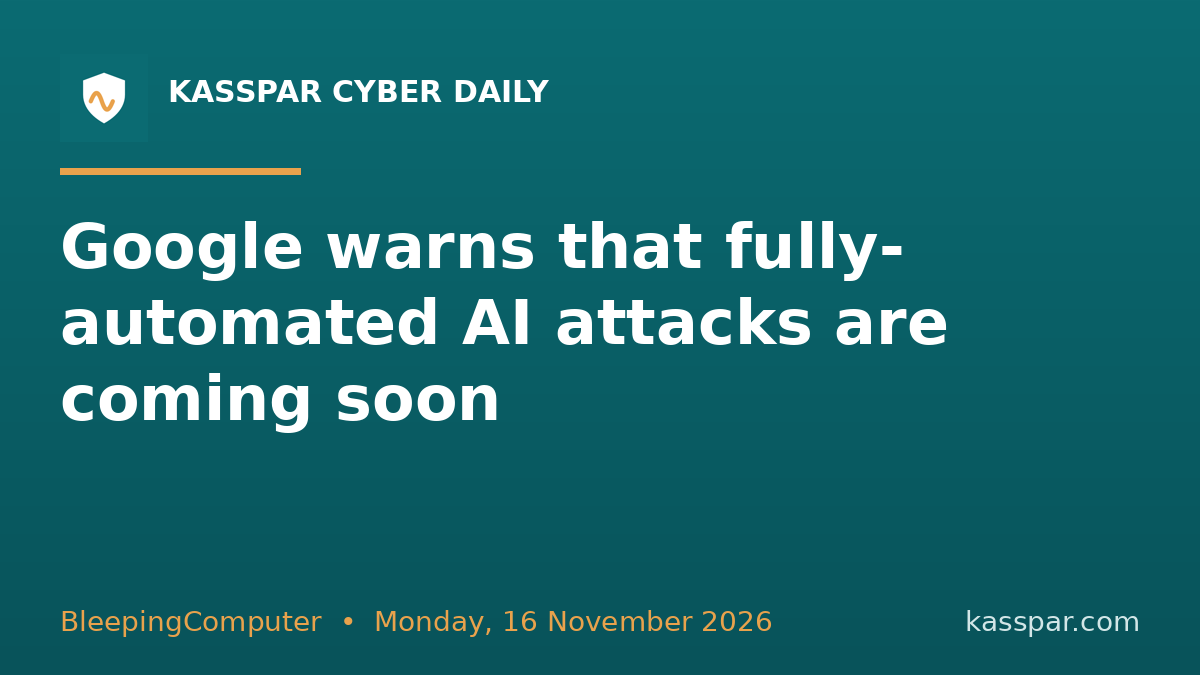 KASSPAR CYBER DAILY
Google warns that fully-
automated AI attacks are
coming soon
BleepingComputer • Monday, 16 November 2026
kasspar.com